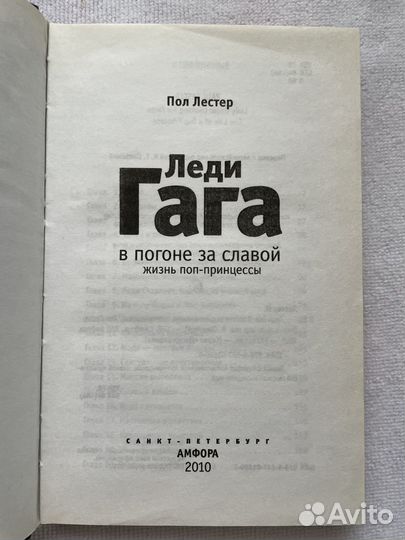 Пол Лестер
Леди
Гага
в погоне за славой
жизнь поп-принцессы
САНКТ-ПЕТЕРБУРГ
АМФОРА
2010
Avito